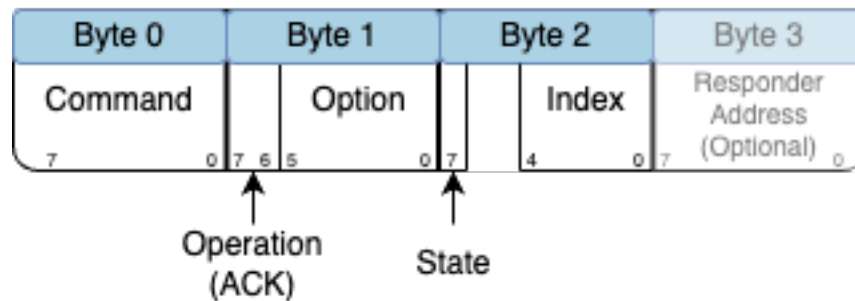 Byte 0 Byte 1 Byte 2 Byte 3
Command Option Index Responder
Address
(Optional)
7 0 7 6 5 0 7 4 0 7 0
Operation
(ACK)
State